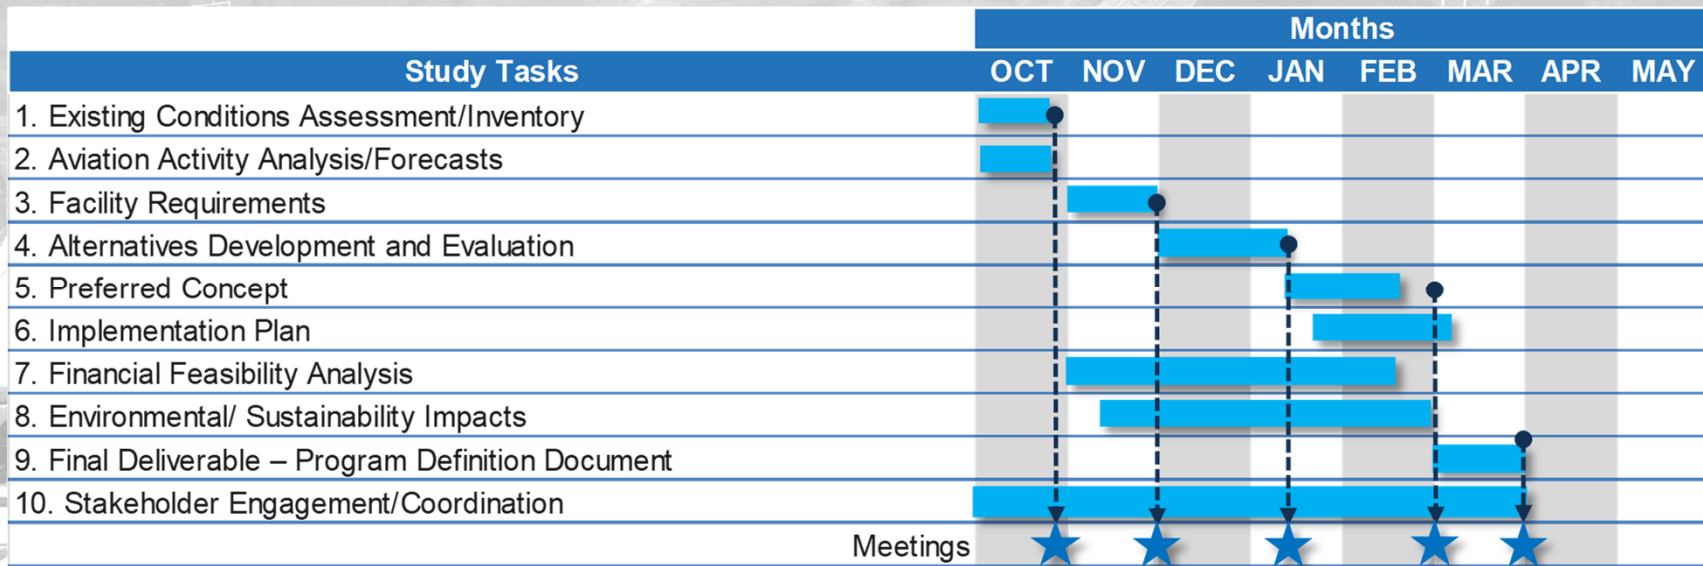 Months
Study Tasks OCT NOV DEC JAN FEB MAR APR MAY
1. Existing Conditions Assessment/Inventory
2. Aviation Activity Analysis/Forecasts
3. Facility Requirements
4. Alternatives Development and Evaluation
5. Preferred Concept
6. Implementation Plan
7. Financial Feasibility Analysis
8. Environmental/ Sustainability Impacts
9. Final Deliverable – Program Definition Document
10. Stakeholder Engagement/Coordination
Meetings